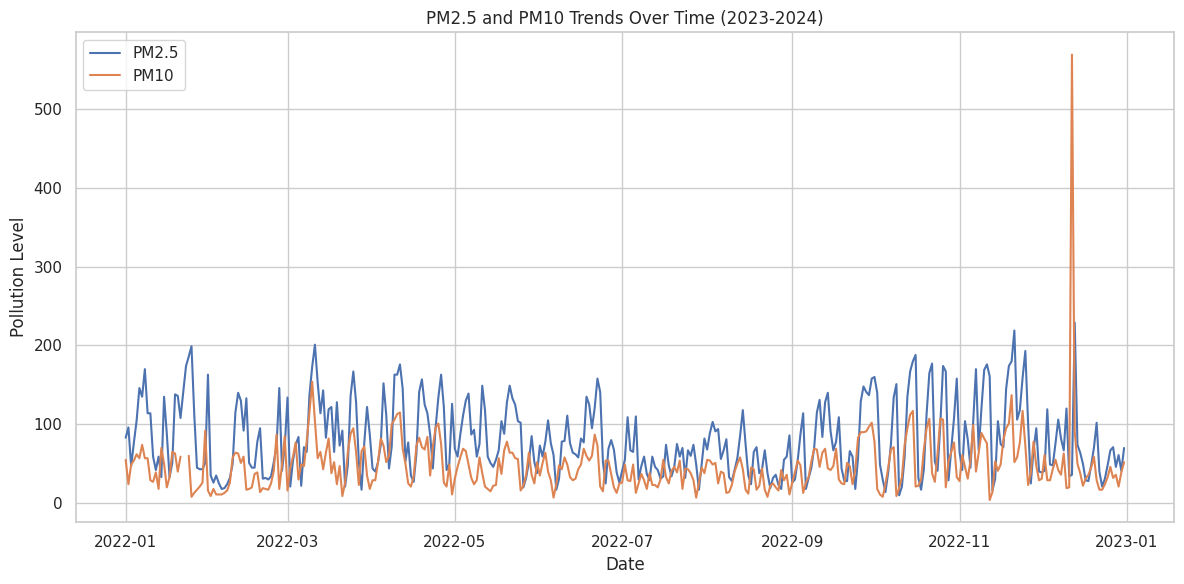 PM2.5 and PM10 Trends Over Time (2023-2024)
PM2.5
PM10
Pollution Level
500
400
300
200
100
0
2022-01
2022-03
2022-05
2022-07
2022-09
2022-11
2023-01
Date